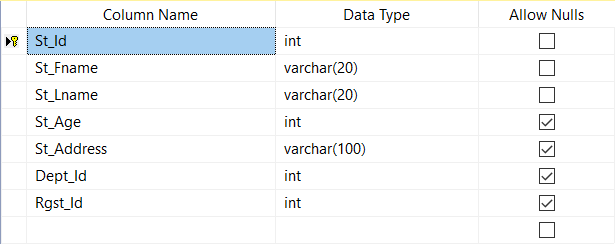 Column Name Data Type Allow Nulls
St_Id int
St_Fname varchar(20)
St_Lname varchar(20)
St_Age int
St_Address varchar(100)
Dept_Id int
Rgst_Id int